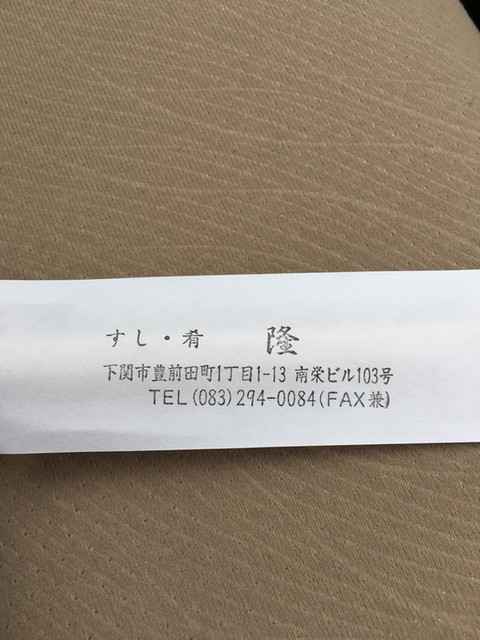 すし・肴 隆
下関市豊前田町1丁目1-13 南栄ビル103号
TEL(083)294-0084(FAX兼)